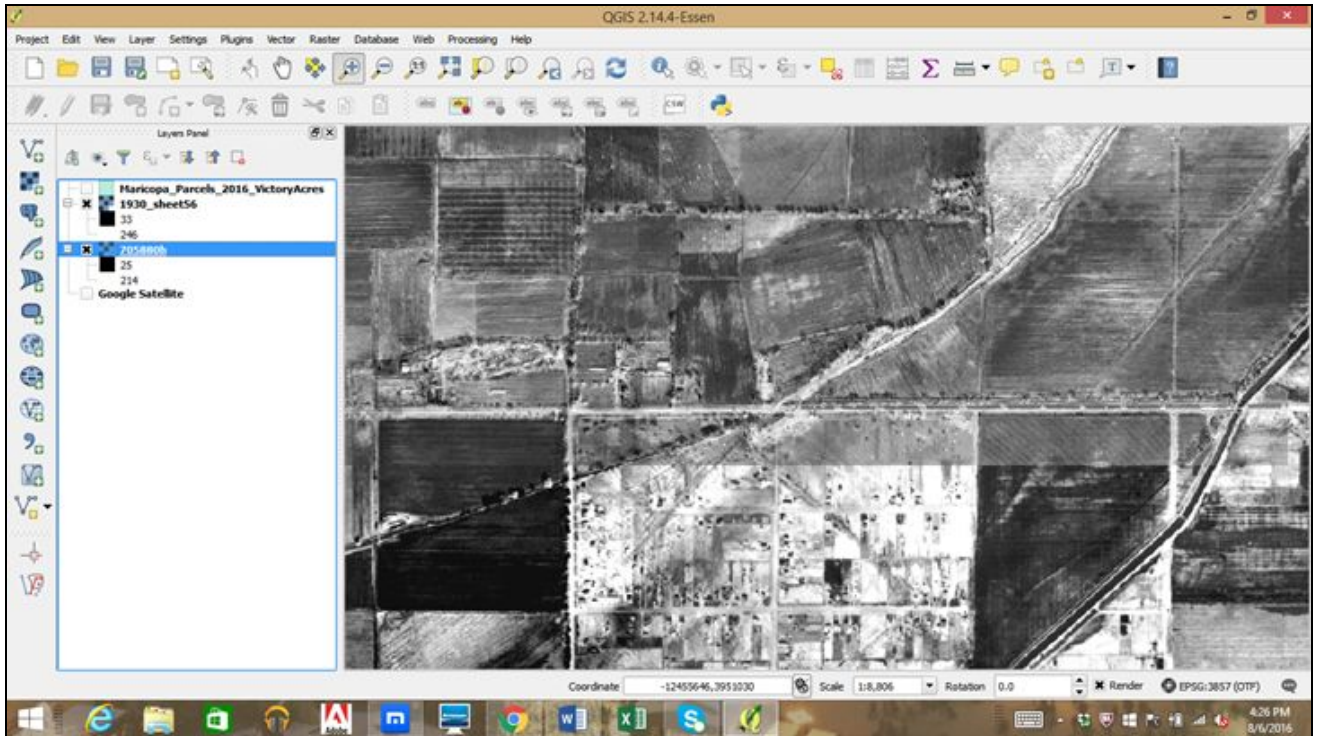 QGIS 2.14.4-Essen
Project Edit View Layer Settings Plugins Vector Raster Database Web Processing Help
Layers Panel
Maricopa_Parcels_2016_VictoryAcres
1930_sheet56
33
246
705880b
25
214
Google Satellite
CSW
Coordinate -12455646,3951030 Scale 1:8,806 Rotation 0.0 Render EPSG:3857 (OTF)
4:26 PM
8/6/2016